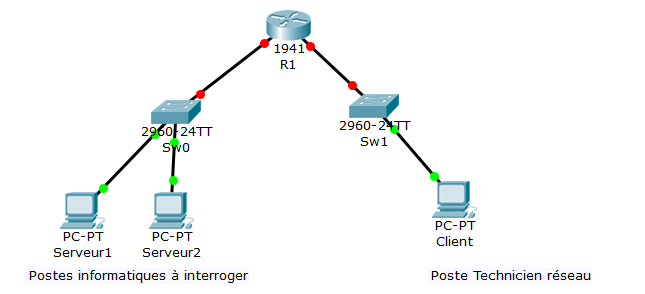 1941
R1
2960-24TT
Sw0
2960-24TT
Sw1
PC-PT
Serveur1
PC-PT
Serveur2
PC-PT
Client
Postes informatiques à interroger
Poste Technicien réseau